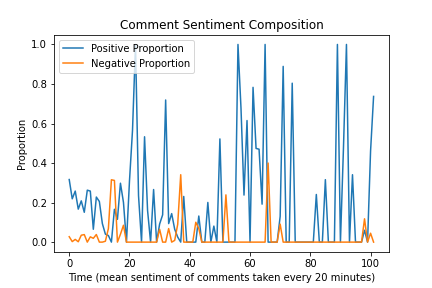 Comment Sentiment Composition
1.0
0.8
0.6
0.4
0.2
0.0
Proportion
Positive Proportion
Negative Proportion
0 20 40 60 80 100
Time (mean sentiment of comments taken every 20 minutes)